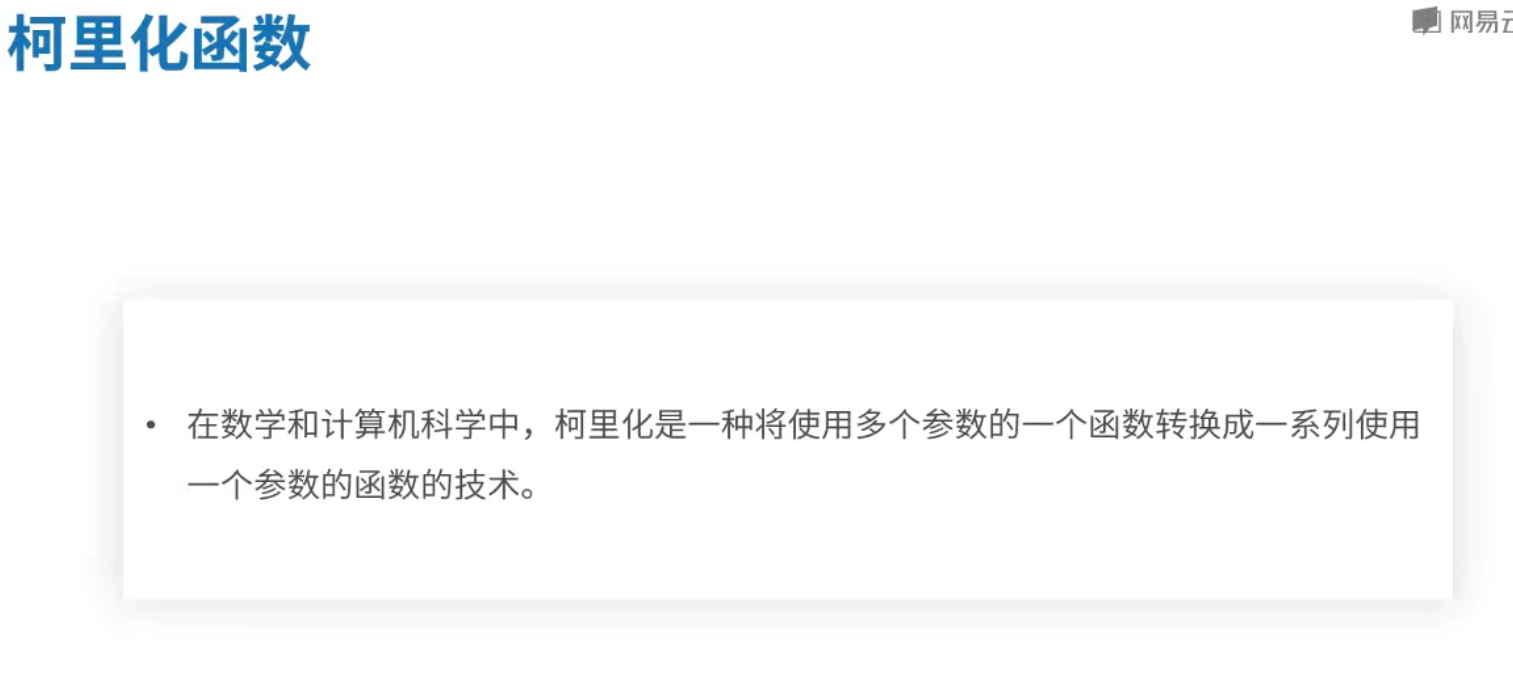 柯里化函数
网易云
• 在数学和计算机科学中，柯里化是一种将使用多个参数的一个函数转换成一系列使用
一个参数的函数的技术。